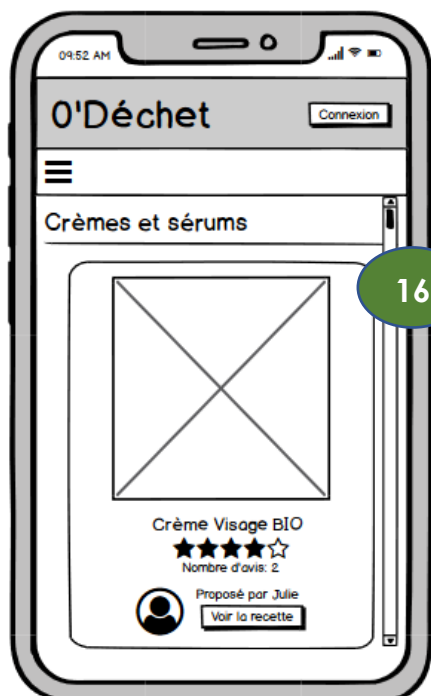 09:52 AM
O'Déchet
Connexion
Crèmes et sérums
16
Crème Visage BIO
Nombre d'avis: 2
Proposé par Julie
Voir la recette